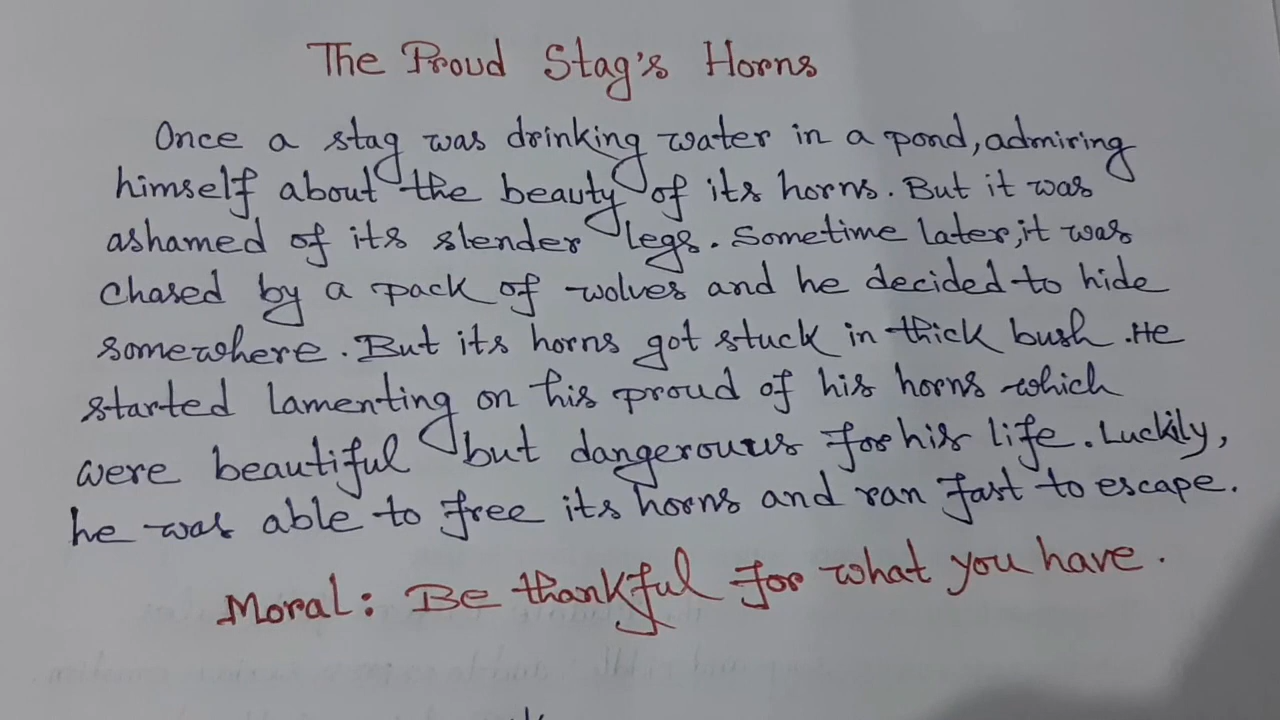 The Proud Stag's Horns
Once a stag was drinking water in a pond, admiring
himself about the beauty of its horns. But it was
ashamed of its slender legs. Sometime later, it was
chased by a pack of wolves and he decided to hide
somewhere. But its horns got stuck in thick bush. He
started lamenting on his proud of his horns which
were beautiful but dangerouus for his life. Luckily,
he was able to free its horns and ran fast to escape.
Moral: Be thankful for what you have.